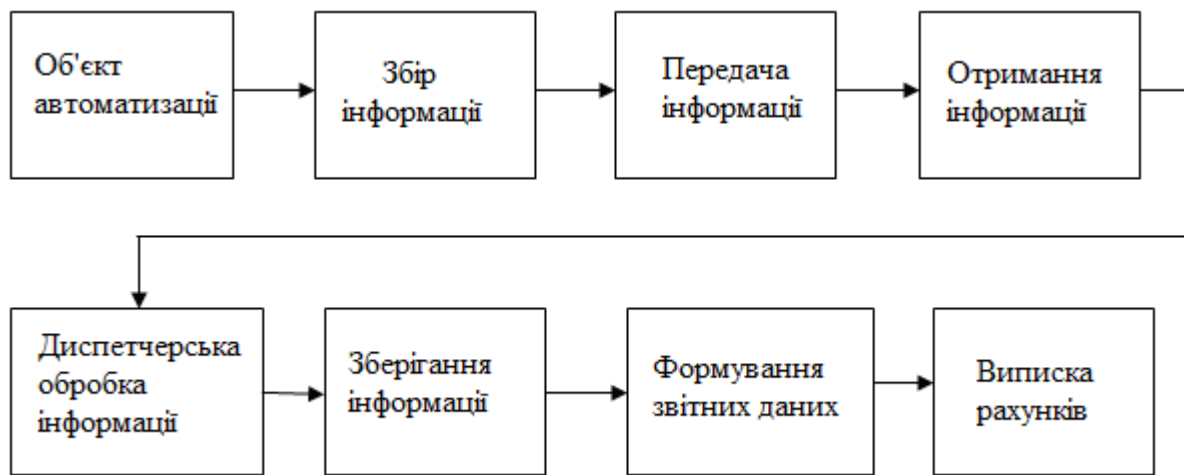 Об'єкт
автоматизації
Збір
інформації
Передача
інформації
Отримання
інформації
Диспетчерська
обробка
інформації
Зберігання
інформації
Формування
звітних даних
Виписка
рахунків